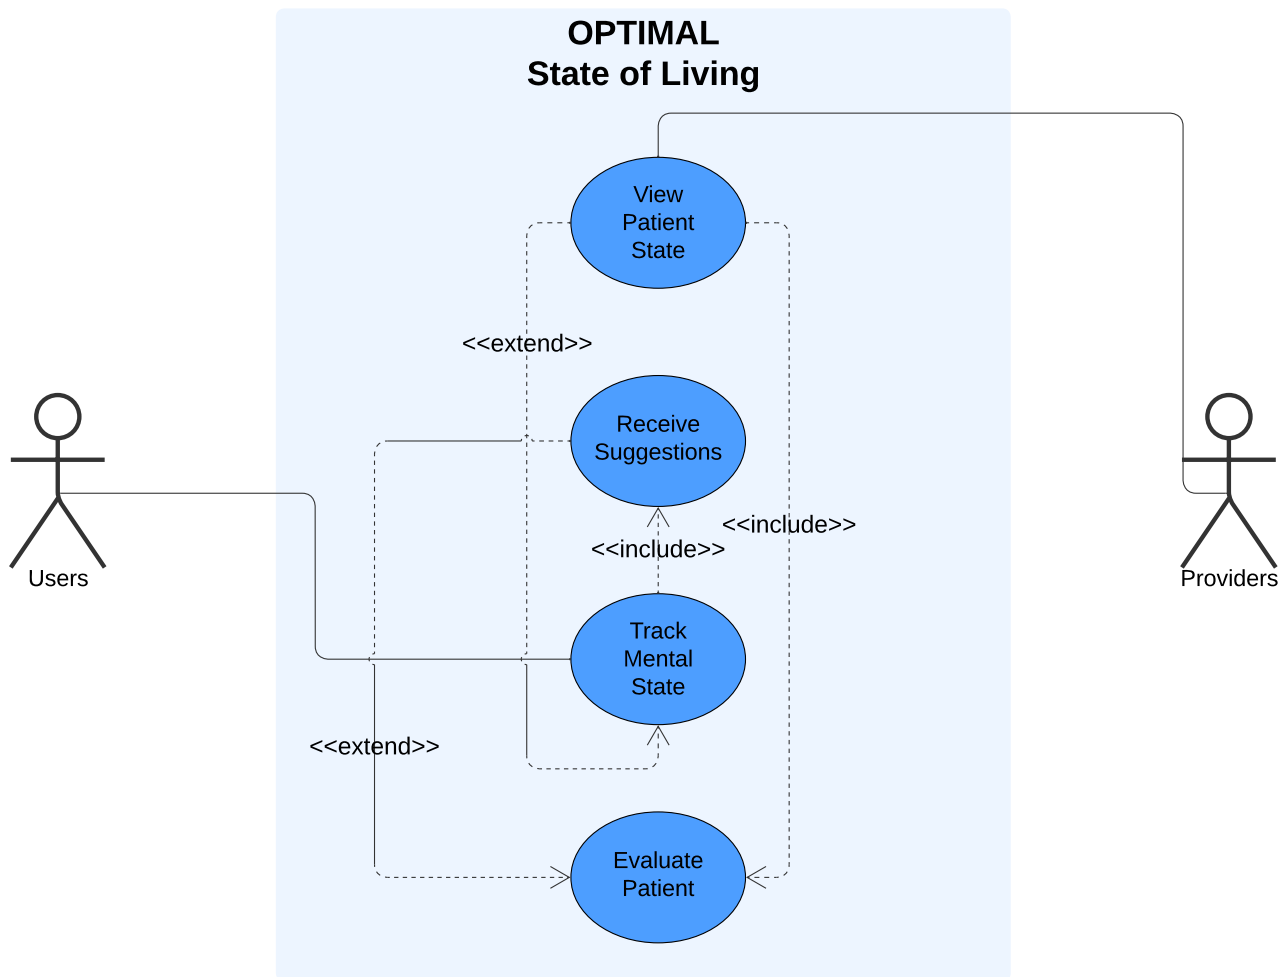 OPTIMAL
State of Living
View
Patient
State
<<extend>>
Receive
Suggestions
<<include>>
<<include>>
Users
Providers
Track
Mental
State
<<extend>>
Evaluate
Patient